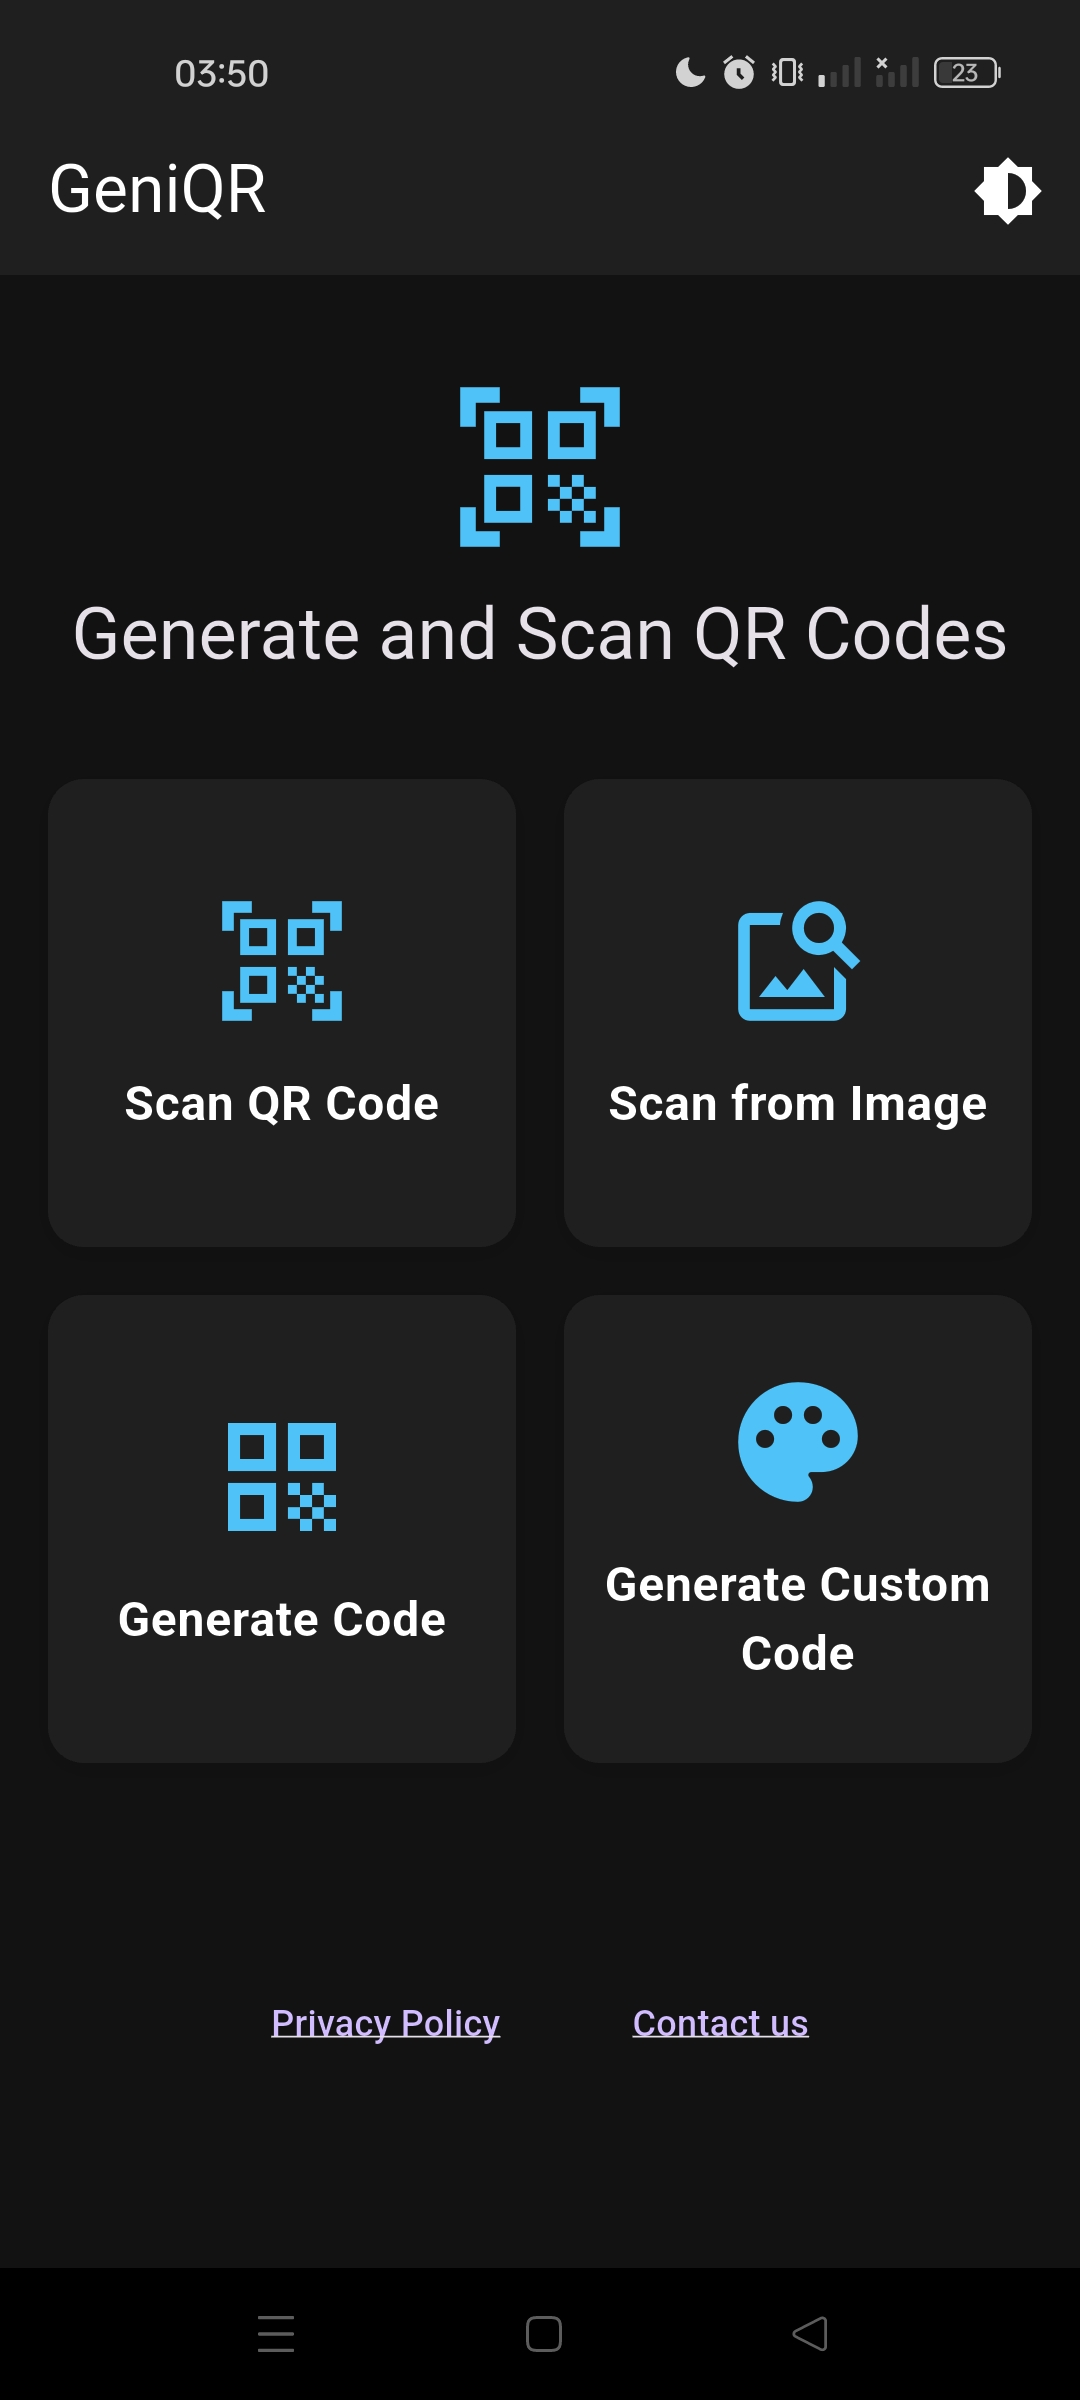 03:50
23
GeniQR
Generate and Scan QR Codes
Scan QR Code
Scan from Image
Generate Code
Generate Custom
Code
Privacy Policy
Contact us